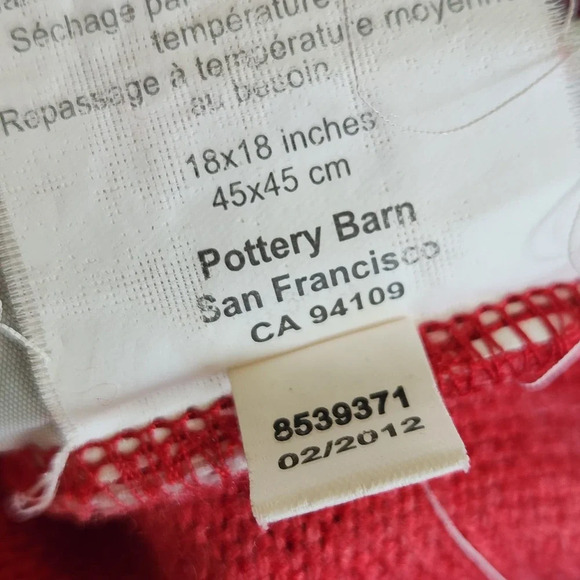 Séchage
température
Repassage à température moyenne
au besoin
18x18 inches
45x45 cm
Pottery Barn
San Francisco
CA 94109
8539371
02/2012